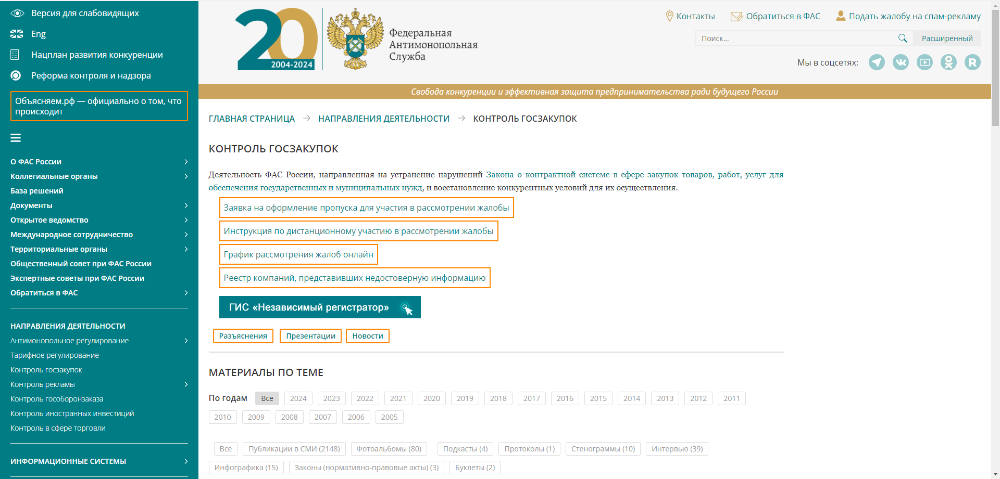 Версия для слабовидящих
Eng
Нацплан развития конкуренции
Реформа контроля и надзора
Объясняем.рф — официально о том, что
происходит
О ФАС России
Коллегиальные органы
База решений
Документы
Открытое ведомство
Международное сотрудничество
Территориальные органы
Общественный совет при ФАС России
Экспертные советы при ФАС России
Обратиться в ФАС
НАПРАВЛЕНИЯ ДЕЯТЕЛЬНОСТИ
Антимонопольное регулирование
Тарифное регулирование
Контроль госзакупок
Контроль рекламы
Контроль гособоронзаказа
Контроль иностранных инвестиций
Контроль в сфере торговли
ИНФОРМАЦИОННЫЕ СИСТЕМЫ
20
2004-2024
Федеральная
Антимонопольная
Служба
Контакты Обратиться в ФАС Подать жалобу на спам-рекламу
Поиск... Расширенный
Мы в соцсетях:
Свобода конкуренции и эффективная защита предпринимательства ради будущего России
ГЛАВНАЯ СТРАНИЦА → НАПРАВЛЕНИЯ ДЕЯТЕЛЬНОСТИ → КОНТРОЛЬ ГОСЗАКУПОК
КОНТРОЛЬ ГОСЗАКУПОК
Деятельность ФАС России, направленная на устранение нарушений Закона о контрактной системе в сфере закупок товаров, работ, услуг для
обеспечения государственных и муниципальных нужд, и восстановление конкурентных условий для их осуществления.
Заявка на оформление пропуска для участия в рассмотрении жалобы
Инструкция по дистанционному участию в рассмотрении жалобы
График рассмотрения жалоб онлайн
Реестр компаний, представивших недостоверную информацию
ГИС «Независимый регистратор»
Разъяснения Презентации Новости
МАТЕРИАЛЫ ПО ТЕМЕ
По годам Все 2024 2023 2022 2021 2020 2019 2018 2017 2016 2015 2014 2013 2012 2011
2010 2009 2008 2007 2006 2005
Все Публикации в СМИ (2148) Фотоальбомы (80) Подкасты (4) Протоколы (1) Стенограммы (10) Интервью (39)
Инфографика (15) Законы (нормативно-правовые акты) (3) Буклеты (2)